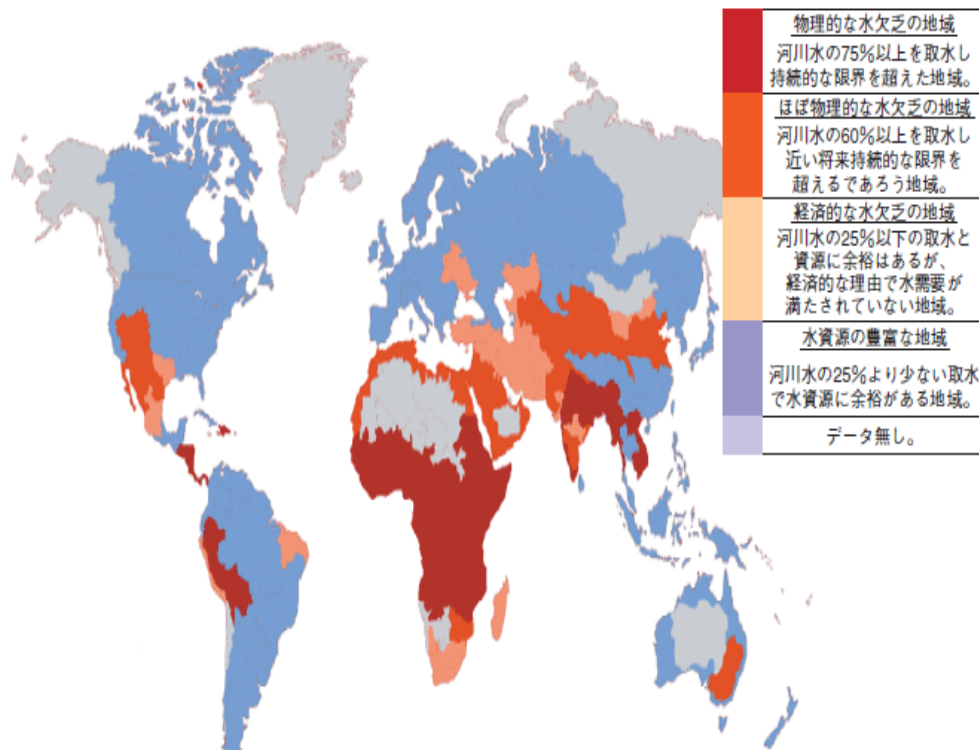 物理的な水欠乏の地域
河川水の75％以上を取水し
持続的な限界を超えた地域。
ほぼ物理的な水欠乏の地域
河川水の60％以上を取水し
近い将来持続的な限界を
超えるであろう地域。
経済的な水欠乏の地域
河川水の25％以下の取水と
資源に余裕はあるが、
経済的な理由で水需要が
満たされていない地域。
水資源の豊富な地域
河川水の25％より少ない取水
で水資源に余裕がある地域。
データ無し。